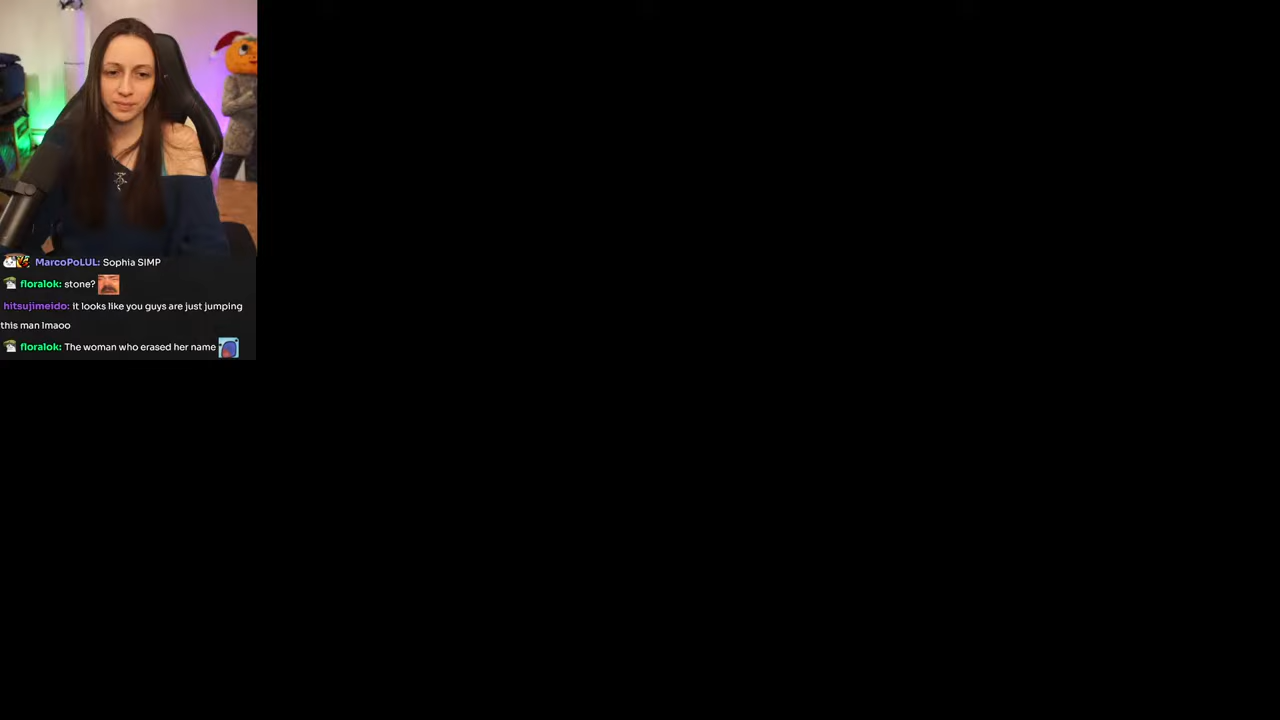 MarcoPoLUL: Sophia SIMP
floralok: stone?
hitsujimeido: it looks like you guys are just jumping
this man lmaoo
floralok: The woman who erased her name